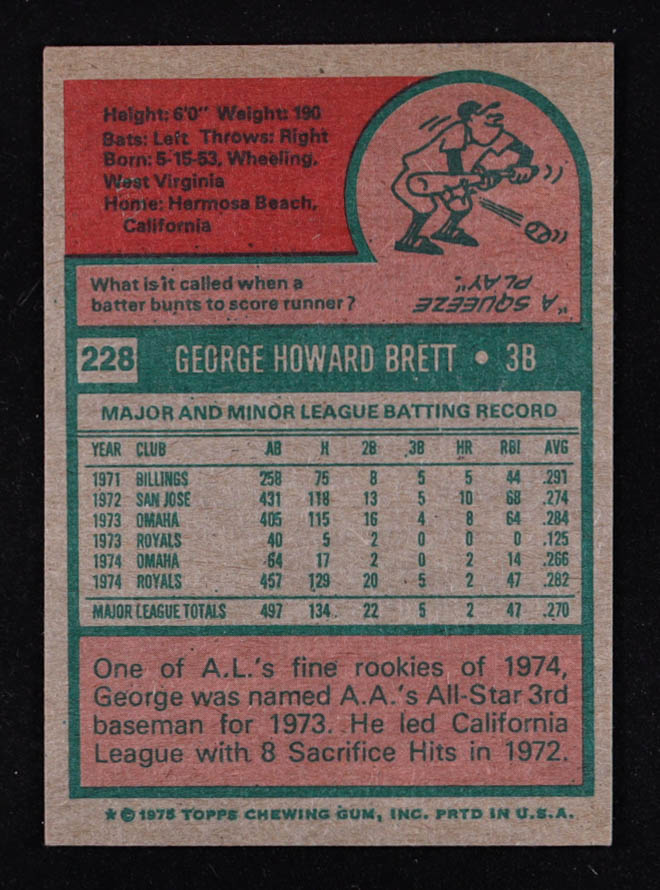 Height: 6'0" Weight: 190
Bats: Left Throws: Right
Born: 5-15-53, Wheeling,
West Virginia
Home: Hermosa Beach,
California
What is it called when a
batter bunts to score runner?
"A SQUEEZE
PLAY".
228 GEORGE HOWARD BRETT • 3B
MAJOR AND MINOR LEAGUE BATTING RECORD
YEAR CLUB AB H 2B 3B HR RBI AVG
1971 BILLINGS 258 75 8 5 5 44 .291
1972 SAN JOSE 431 118 13 5 10 68 .274
1973 OMAHA 405 115 16 4 8 64 .284
1973 ROYALS 40 5 2 0 0 0 .125
1974 OMAHA 64 17 2 0 2 14 .266
1974 ROYALS 457 129 20 5 2 47 .282
MAJOR LEAGUE TOTALS 497 134 22 5 2 47 .270
One of A.L.'s fine rookies of 1974,
George was named A.A.'s All-Star 3rd
baseman for 1973. He led California
League with 8 Sacrifice Hits in 1972.
★ © 1975 TOPPS CHEWING GUM, INC. PRTD IN U.S.A.